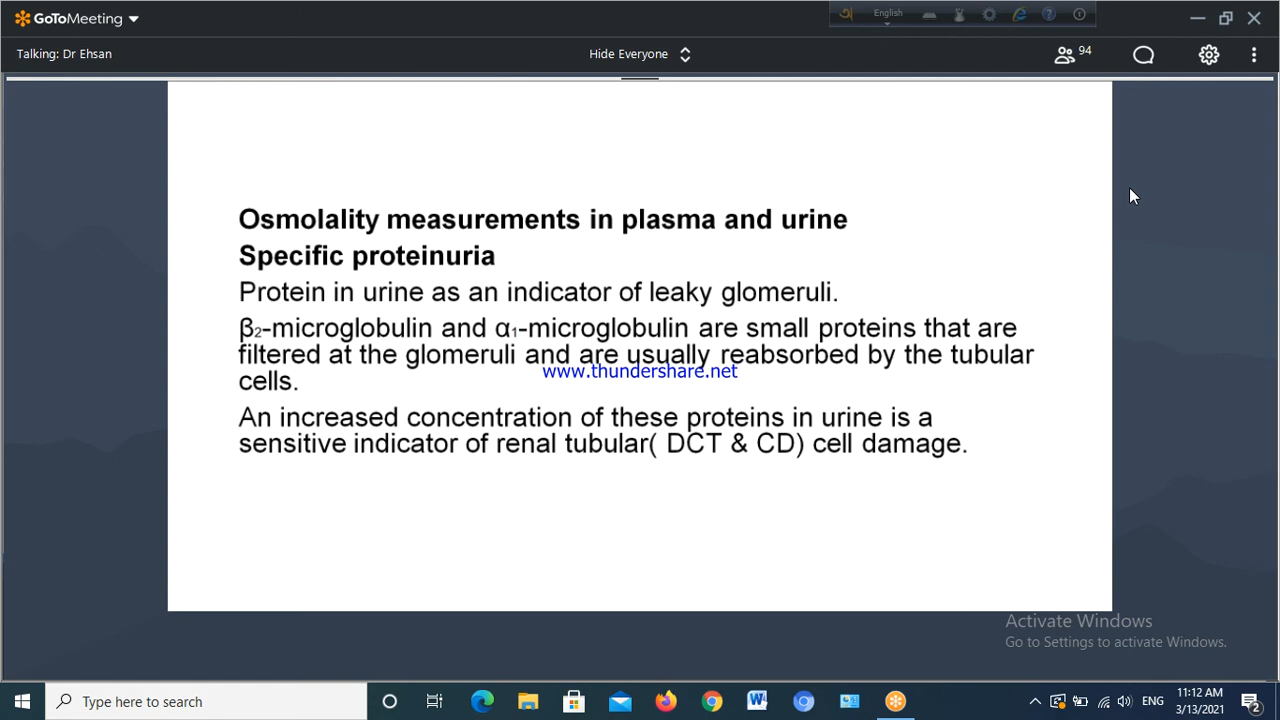 GoToMeeting
English
Talking: Dr Ehsan
Hide Everyone
94
Osmolality measurements in plasma and urine
Specific proteinuria
Protein in urine as an indicator of leaky glomeruli.
β2-microglobulin and α1-microglobulin are small proteins that are
filtered at the glomeruli and are usually reabsorbed by the tubular
www.thundershare.net
cells.
An increased concentration of these proteins in urine is a
sensitive indicator of renal tubular( DCT & CD) cell damage.
Activate Windows
Go to Settings to activate Windows.
Type here to search
ENG
11:12 AM
3/13/2021
2